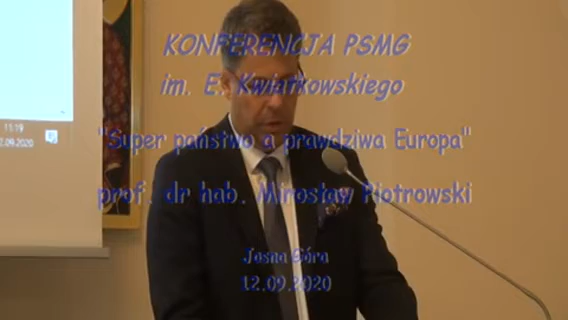 KONFERENCJA PSMG
im. E. Kwiatkowskiego
"Super państwo a prawdziwa Europa"
prof. dr hab. Mirosław Piotrowski
Jasna Góra
12.09.2020